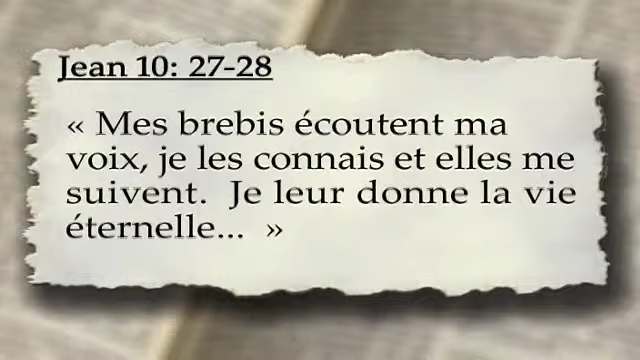 Jean 10: 27-28
« Mes brebis écoutent ma
voix, je les connais et elles me
suivent. Je leur donne la vie
éternelle... »